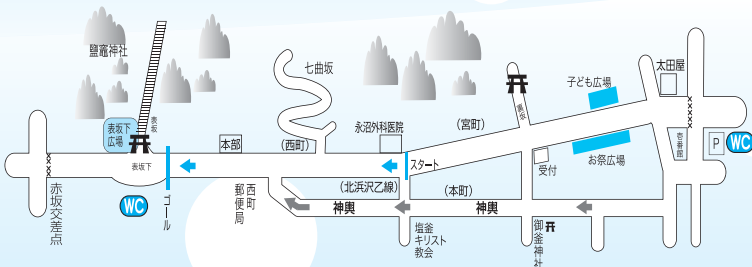 鹽竈神社
七曲坂
太田屋
子ども広場
表坂
裏坂
表坂下
広場
本部
(西町)
永沼外科医院
(宮町)
壱番館
P
WC
表坂下
スタート
受付
お祭広場
赤坂交差点
WC
ゴール
西町
郵便局
(北浜沢乙線)
(本町)
神輿
神輿
塩釜
キリスト
教会
御釜神社